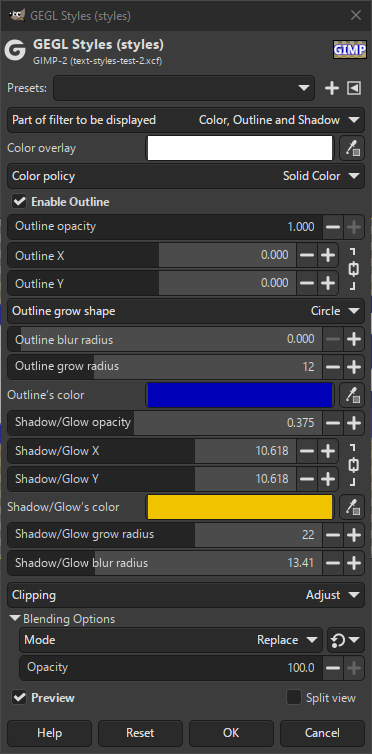 GEGL Styles (styles)
GEGL Styles (styles)
GIMP-2 (text-styles-test-2.xcf)
GIMP
Presets:
Part of filter to be displayed Color, Outline and Shadow
Color overlay
Color policy Solid Color
Enable Outline
Outline opacity 1.000
Outline X 0.000
Outline Y 0.000
Outline grow shape Circle
Outline blur radius 0.000
Outline grow radius 12
Outline's color
Shadow/Glow opacity 0.375
Shadow/Glow X 10.618
Shadow/Glow Y 10.618
Shadow/Glow's color
Shadow/Glow grow radius 22
Shadow/Glow blur radius 13.41
Clipping Adjust
Blending Options
Mode Replace
Opacity 100.0
Preview Split view
Help Reset OK Cancel